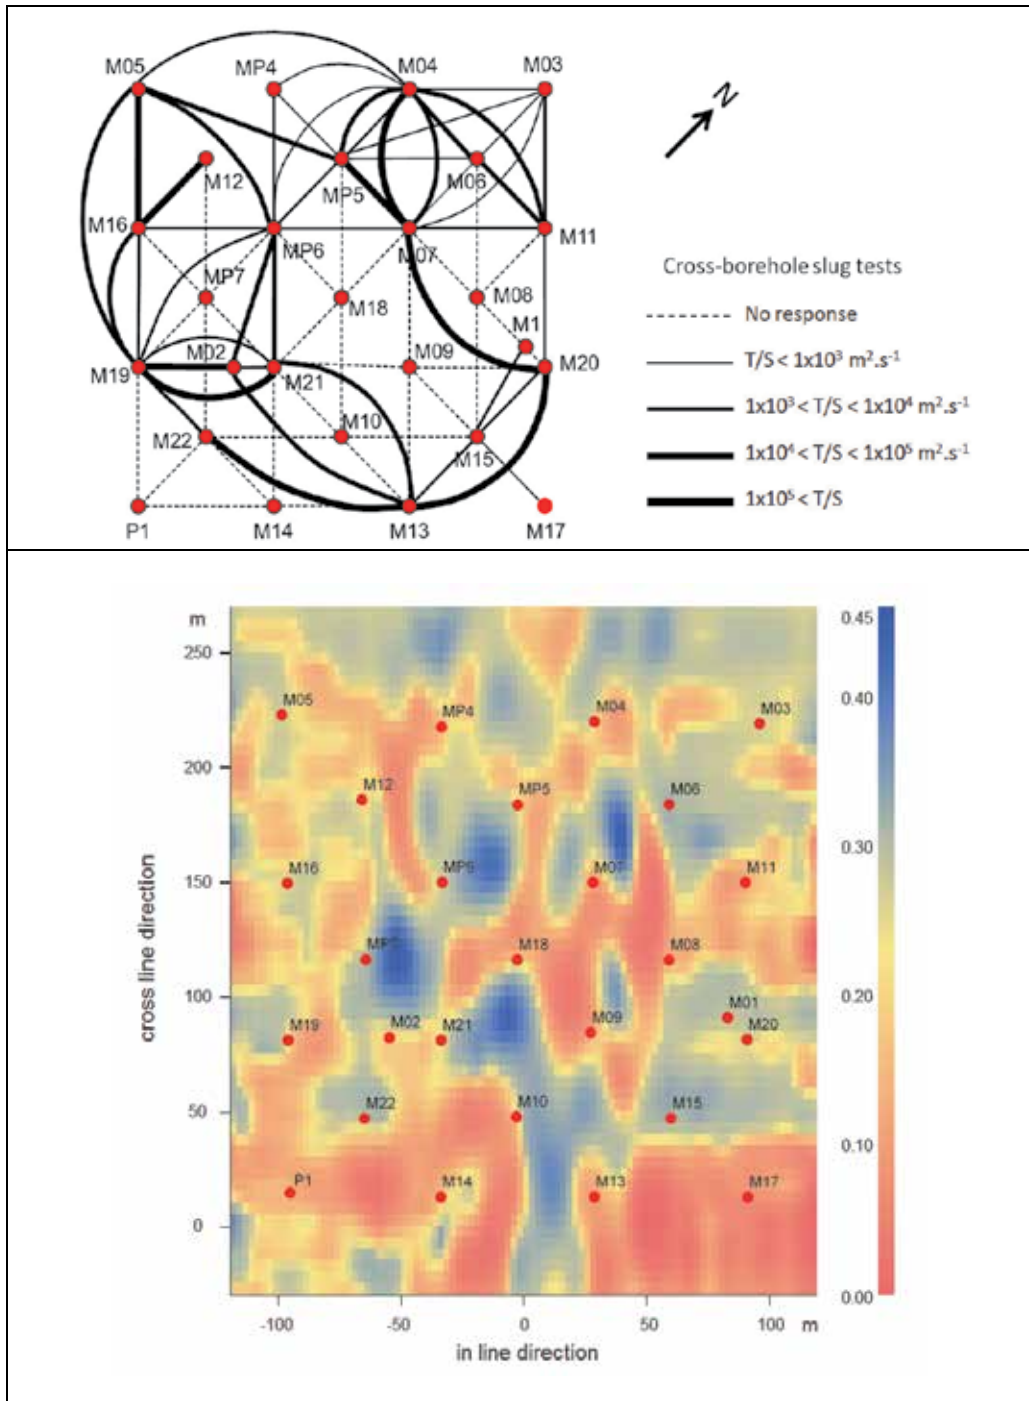 M05 MP4 M04 M03
N
M12 MP5 M06
M16 MP6 M07 M11
Cross-borehole slug tests
MP7 M18 M08
No response
M1
M19 M02 M21 M09 M20
T/S < 1x10³ m².s⁻¹
1x10³ < T/S < 1x10⁴ m².s⁻¹
M22 M10 M15
1x10⁴ < T/S < 1x10⁵ m².s⁻¹
1x10⁵ < T/S
P1 M14 M13 M17
m
0.45
250
0.40
M05 MP4 M04 M03
200
M12 MP5 M06
0.30
M16 MP6 M07 M11
150
cross line direction
M18 M08
100
0.20
M01
M19 M02 M21 M09 M20
50
M22 M10 M15
0.10
P1 M14 M13 M17
0
0.00
-100 -50 0 50 100 m
in line direction